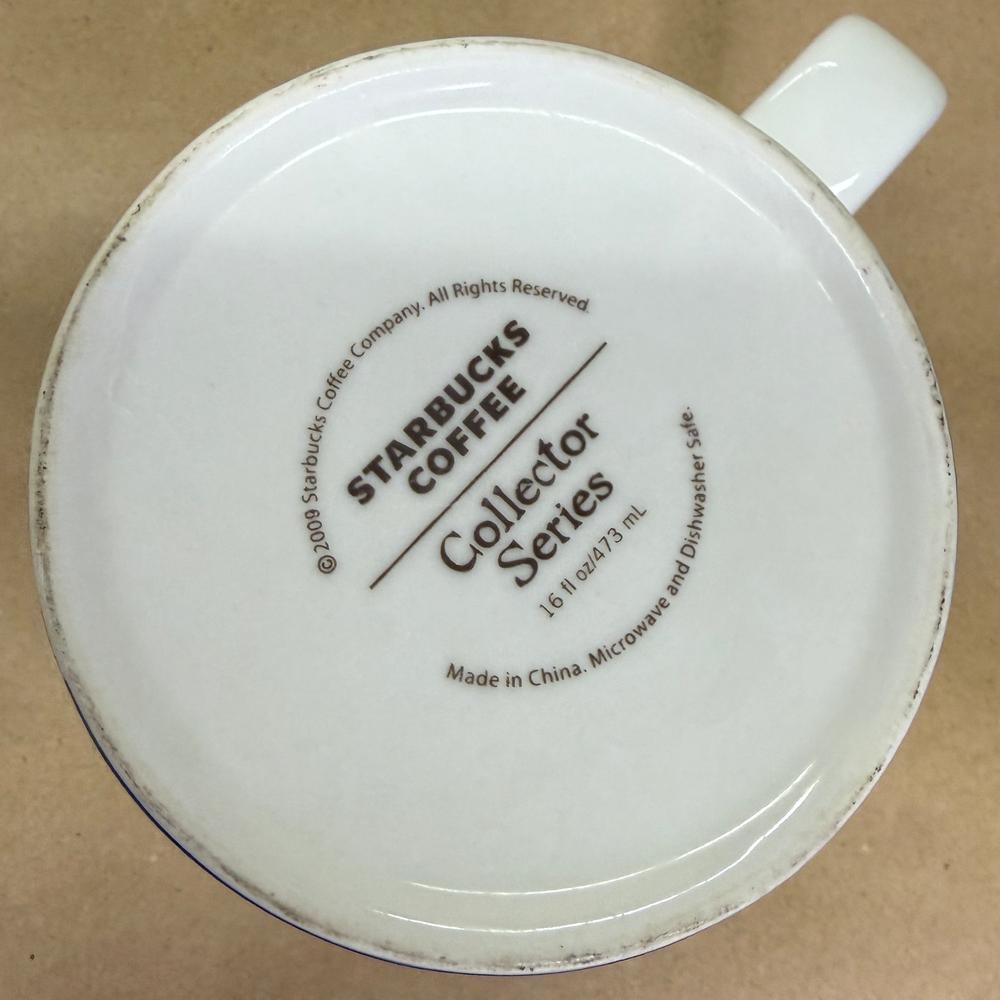 ©2009 Starbucks Coffee Company. All Rights Reserved.
STARBUCKS
COFFEE
Collector
Series
16 fl oz/473 mL
Made in China. Microwave and Dishwasher Safe.